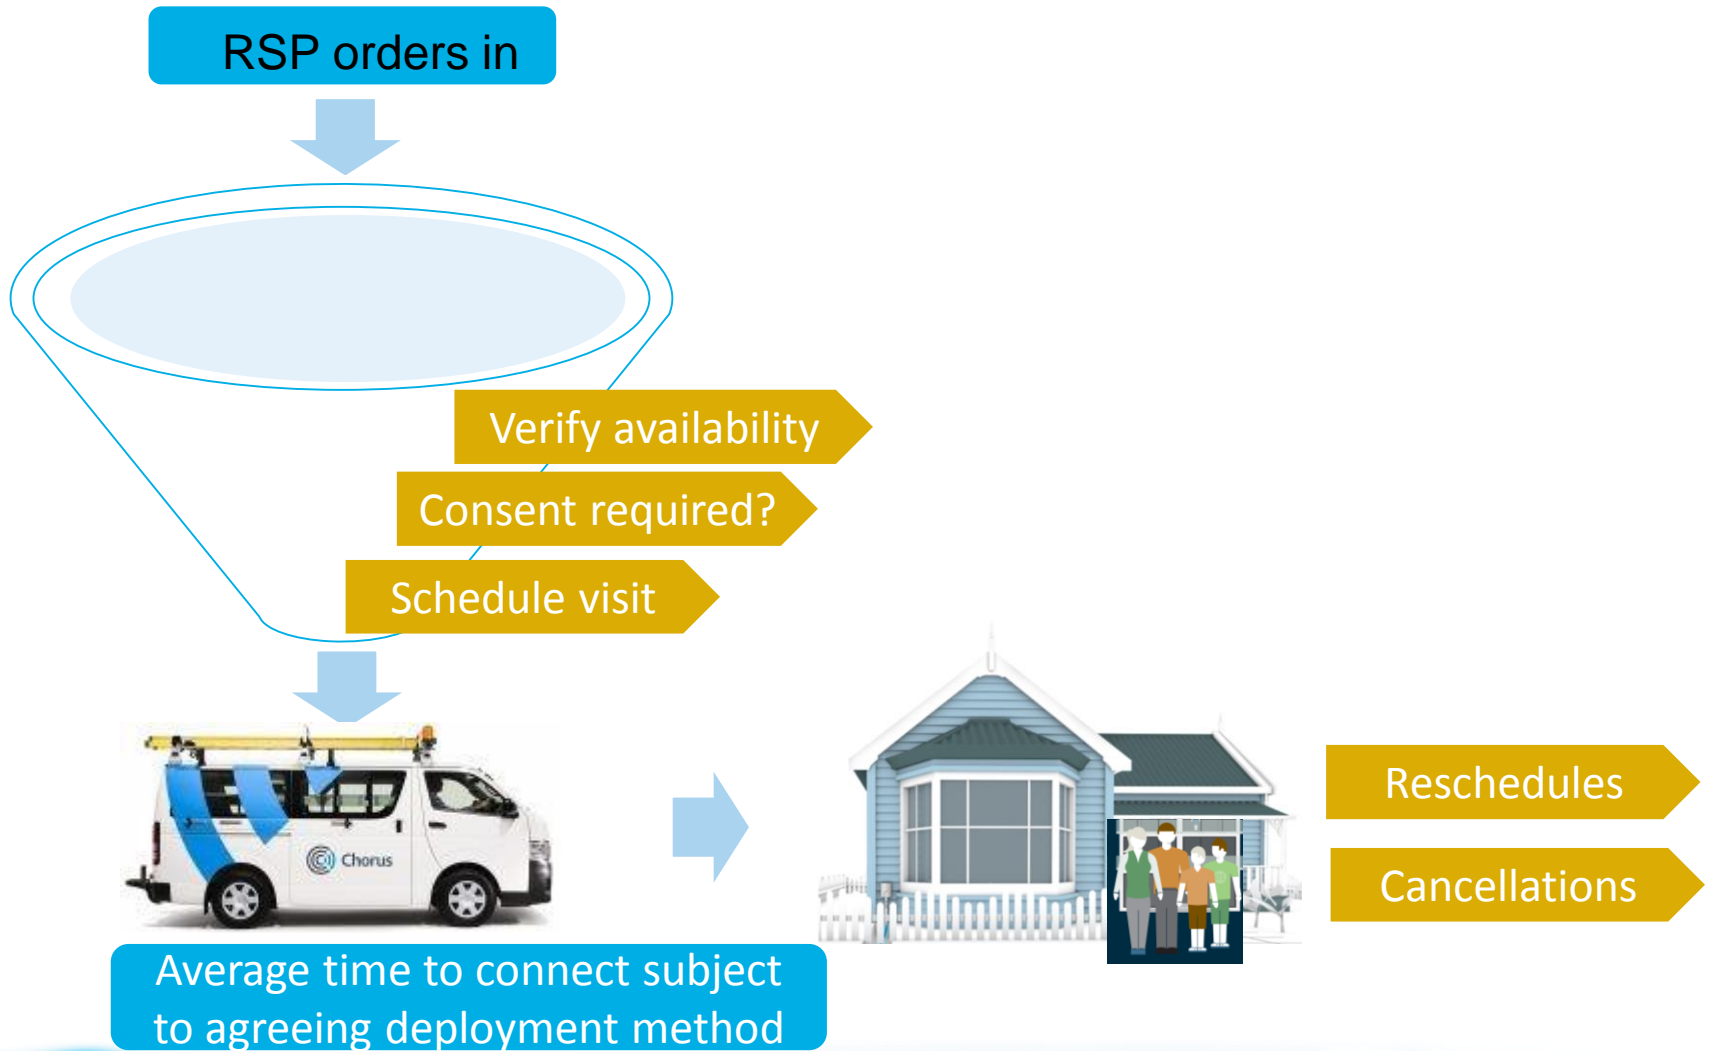 RSP orders in
Verify availability
Consent required?
Schedule visit
Chorus
Reschedules
Cancellations
Average time to connect subject
to agreeing deployment method